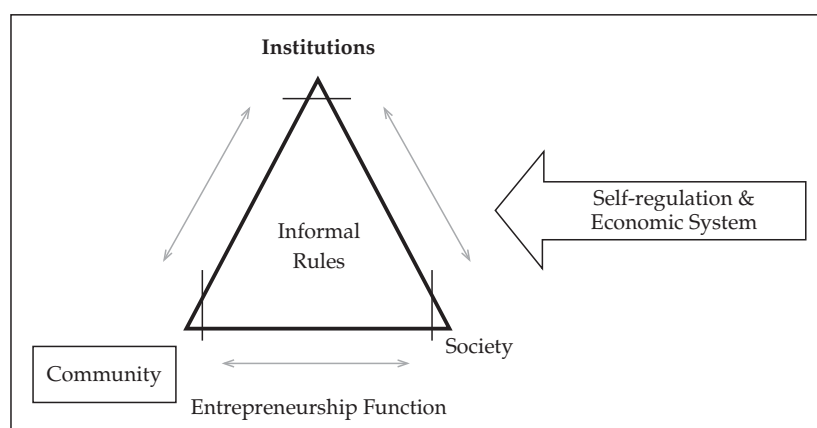 Institutions
Self-regulation &
Economic System
Informal
Rules
Society
Community
Entrepreneurship Function